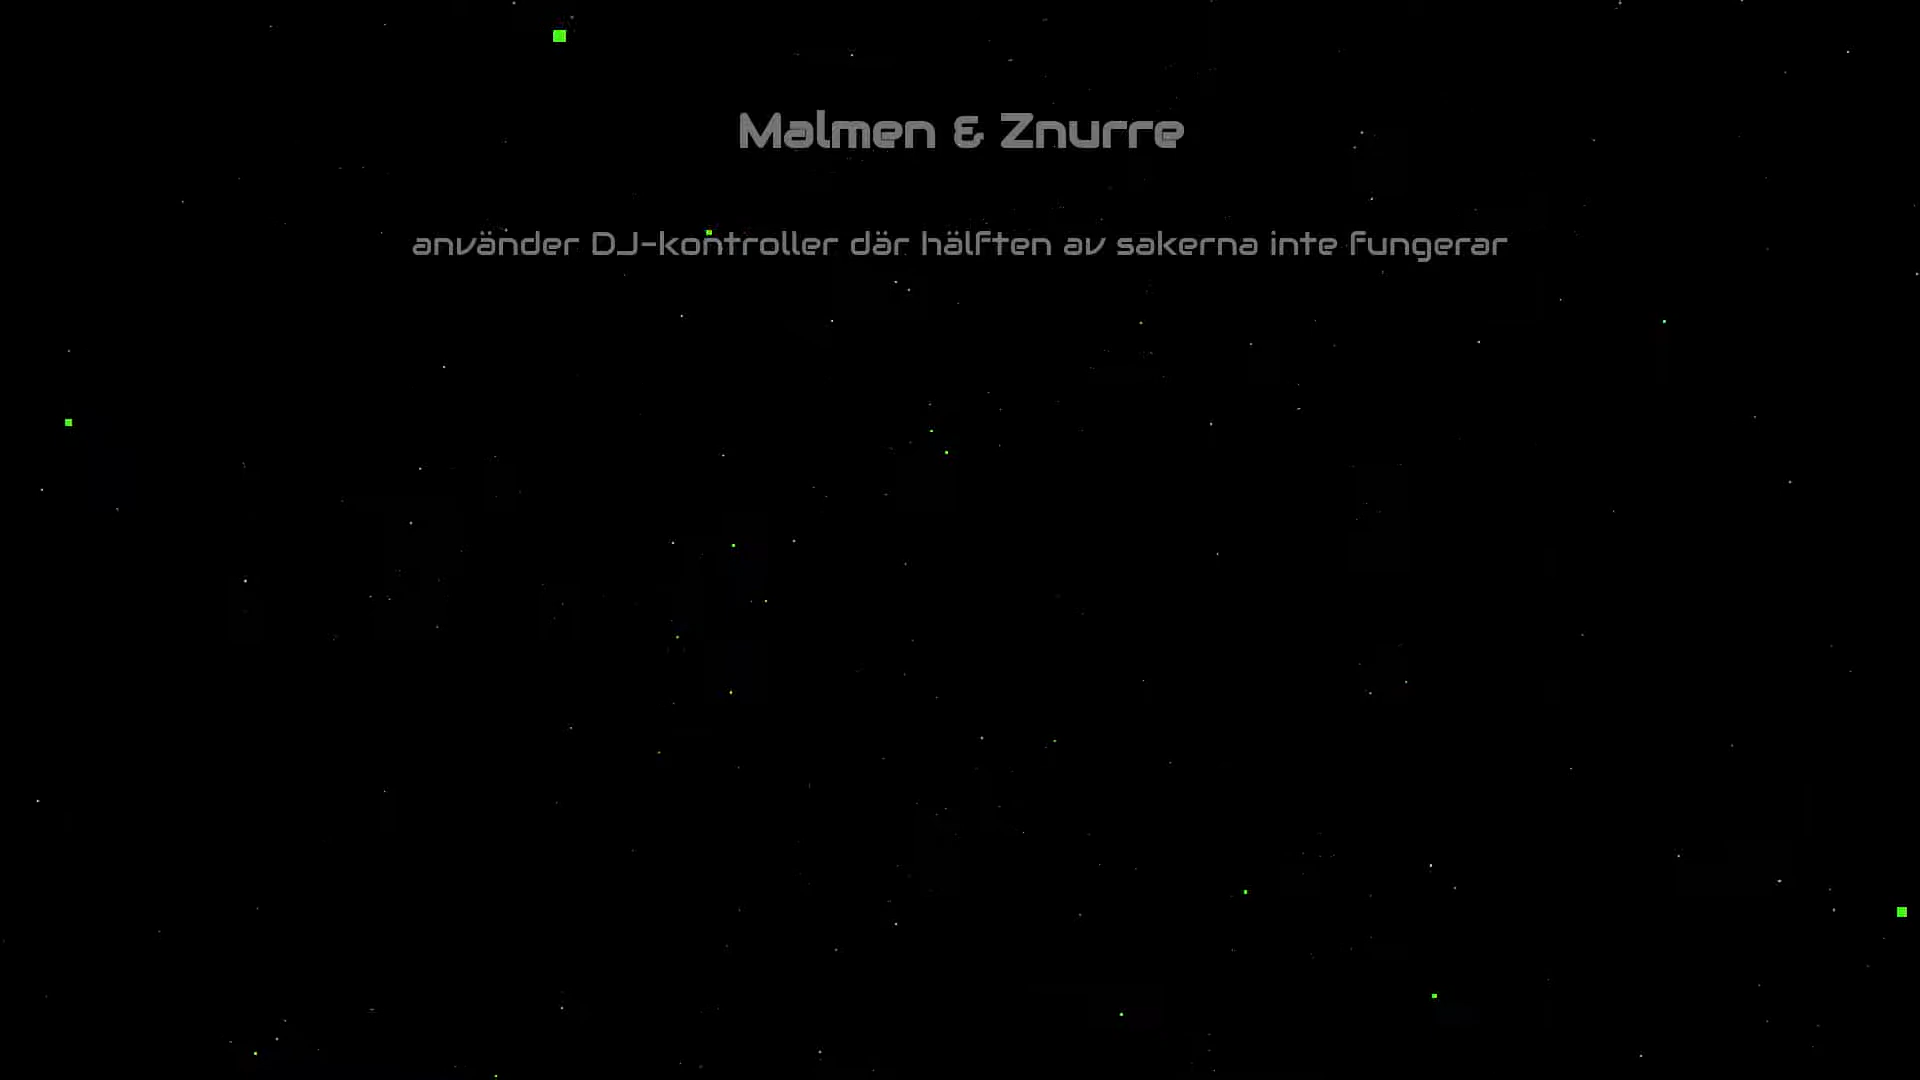 Malmen & Znurre
använder DJ-kontroller där hälften av sakerna inte fungerar